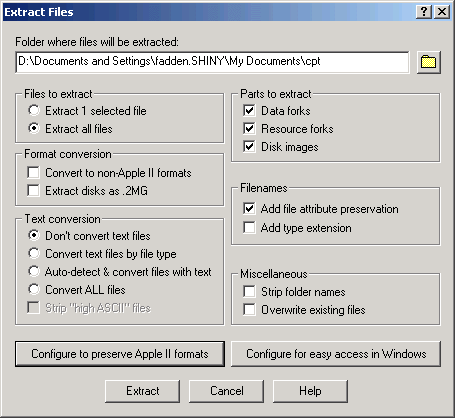 Extract Files
Folder where files will be extracted:
D:\Documents and Settings\fadden.SHINY\My Documents\cpt
Files to extract
Extract 1 selected file
Extract all files
Format conversion
Convert to non-Apple II formats
Extract disks as .2MG
Text conversion
Don't convert text files
Convert text files by file type
Auto-detect & convert files with text
Convert ALL files
Strip "high ASCII" files
Parts to extract
Data forks
Resource forks
Disk images
Filenames
Add file attribute preservation
Add type extension
Miscellaneous
Strip folder names
Overwrite existing files
Configure to preserve Apple II formats
Configure for easy access in Windows
Extract
Cancel
Help